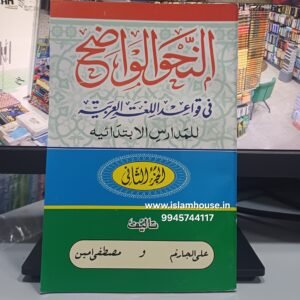 النحو الواضح
في قواعد اللغة العربية
للمدارس الابتدائية
الجزء الثاني
www.islamhouse.in
9945744117
تأليف
علي الجارم و مصطفى أمين